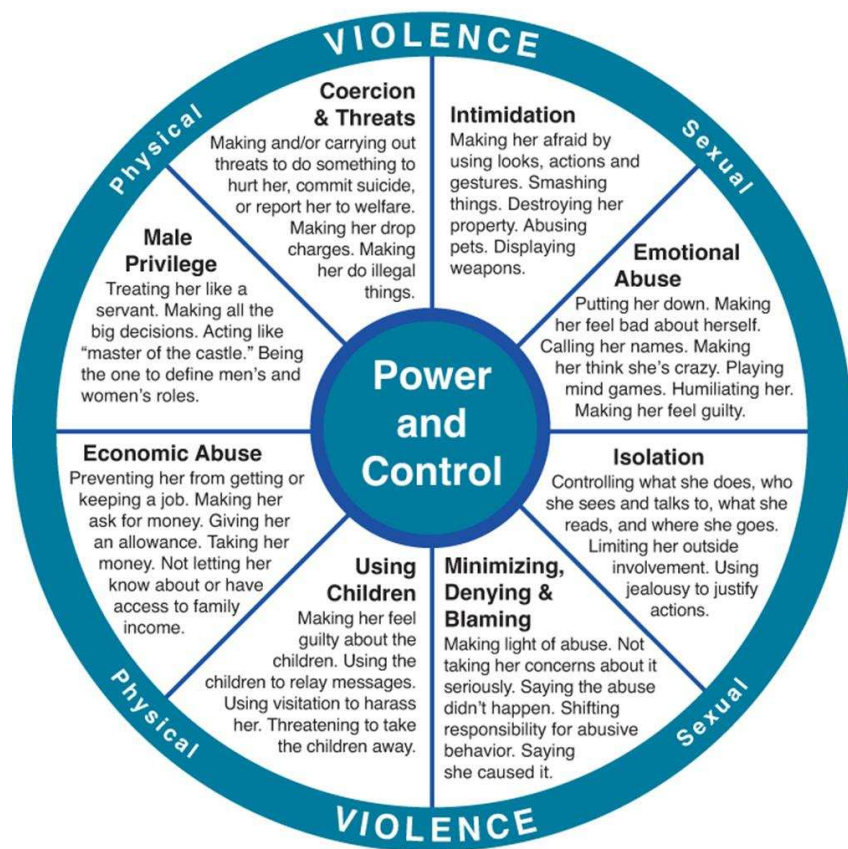 VIOLENCE
Physical
Sexual
Coercion
& Threats
Making and/or carrying out
threats to do something to
hurt her, commit suicide,
or report her to welfare.
Making her drop
charges. Making
her do illegal
things.
Intimidation
Making her afraid by
using looks, actions and
gestures. Smashing
things. Destroying her
property. Abusing
pets. Displaying
weapons.
Male
Privilege
Treating her like a
servant. Making all the
big decisions. Acting like
“master of the castle.” Being
the one to define men’s and
women’s roles.
Emotional
Abuse
Putting her down. Making
her feel bad about herself.
Calling her names. Making
her think she’s crazy. Playing
mind games. Humiliating her.
Making her feel guilty.
Power
and
Control
Economic Abuse
Preventing her from getting or
keeping a job. Making her
ask for money. Giving her
an allowance. Taking her
money. Not letting her
know about or have
access to family
income.
Isolation
Controlling what she does, who
she sees and talks to, what she
reads, and where she goes.
Limiting her outside
involvement. Using
jealousy to justify
actions.
Using
Children
Making her feel
guilty about the
children. Using the
children to relay messages.
Using visitation to harass
her. Threatening to take
the children away.
Minimizing,
Denying &
Blaming
Making light of abuse. Not
taking her concerns about it
seriously. Saying the abuse
didn’t happen. Shifting
responsibility for abusive
behavior. Saying
she caused it.
Physical
Sexual
VIOLENCE